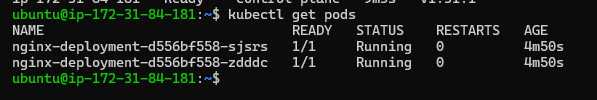 ubuntu@ip-172-31-84-181:~$ kubectl get pods
NAME READY STATUS RESTARTS AGE
nginx-deployment-d556bf558-sjsrs 1/1 Running 0 4m50s
nginx-deployment-d556bf558-zdddc 1/1 Running 0 4m50s
ubuntu@ip-172-31-84-181:~$